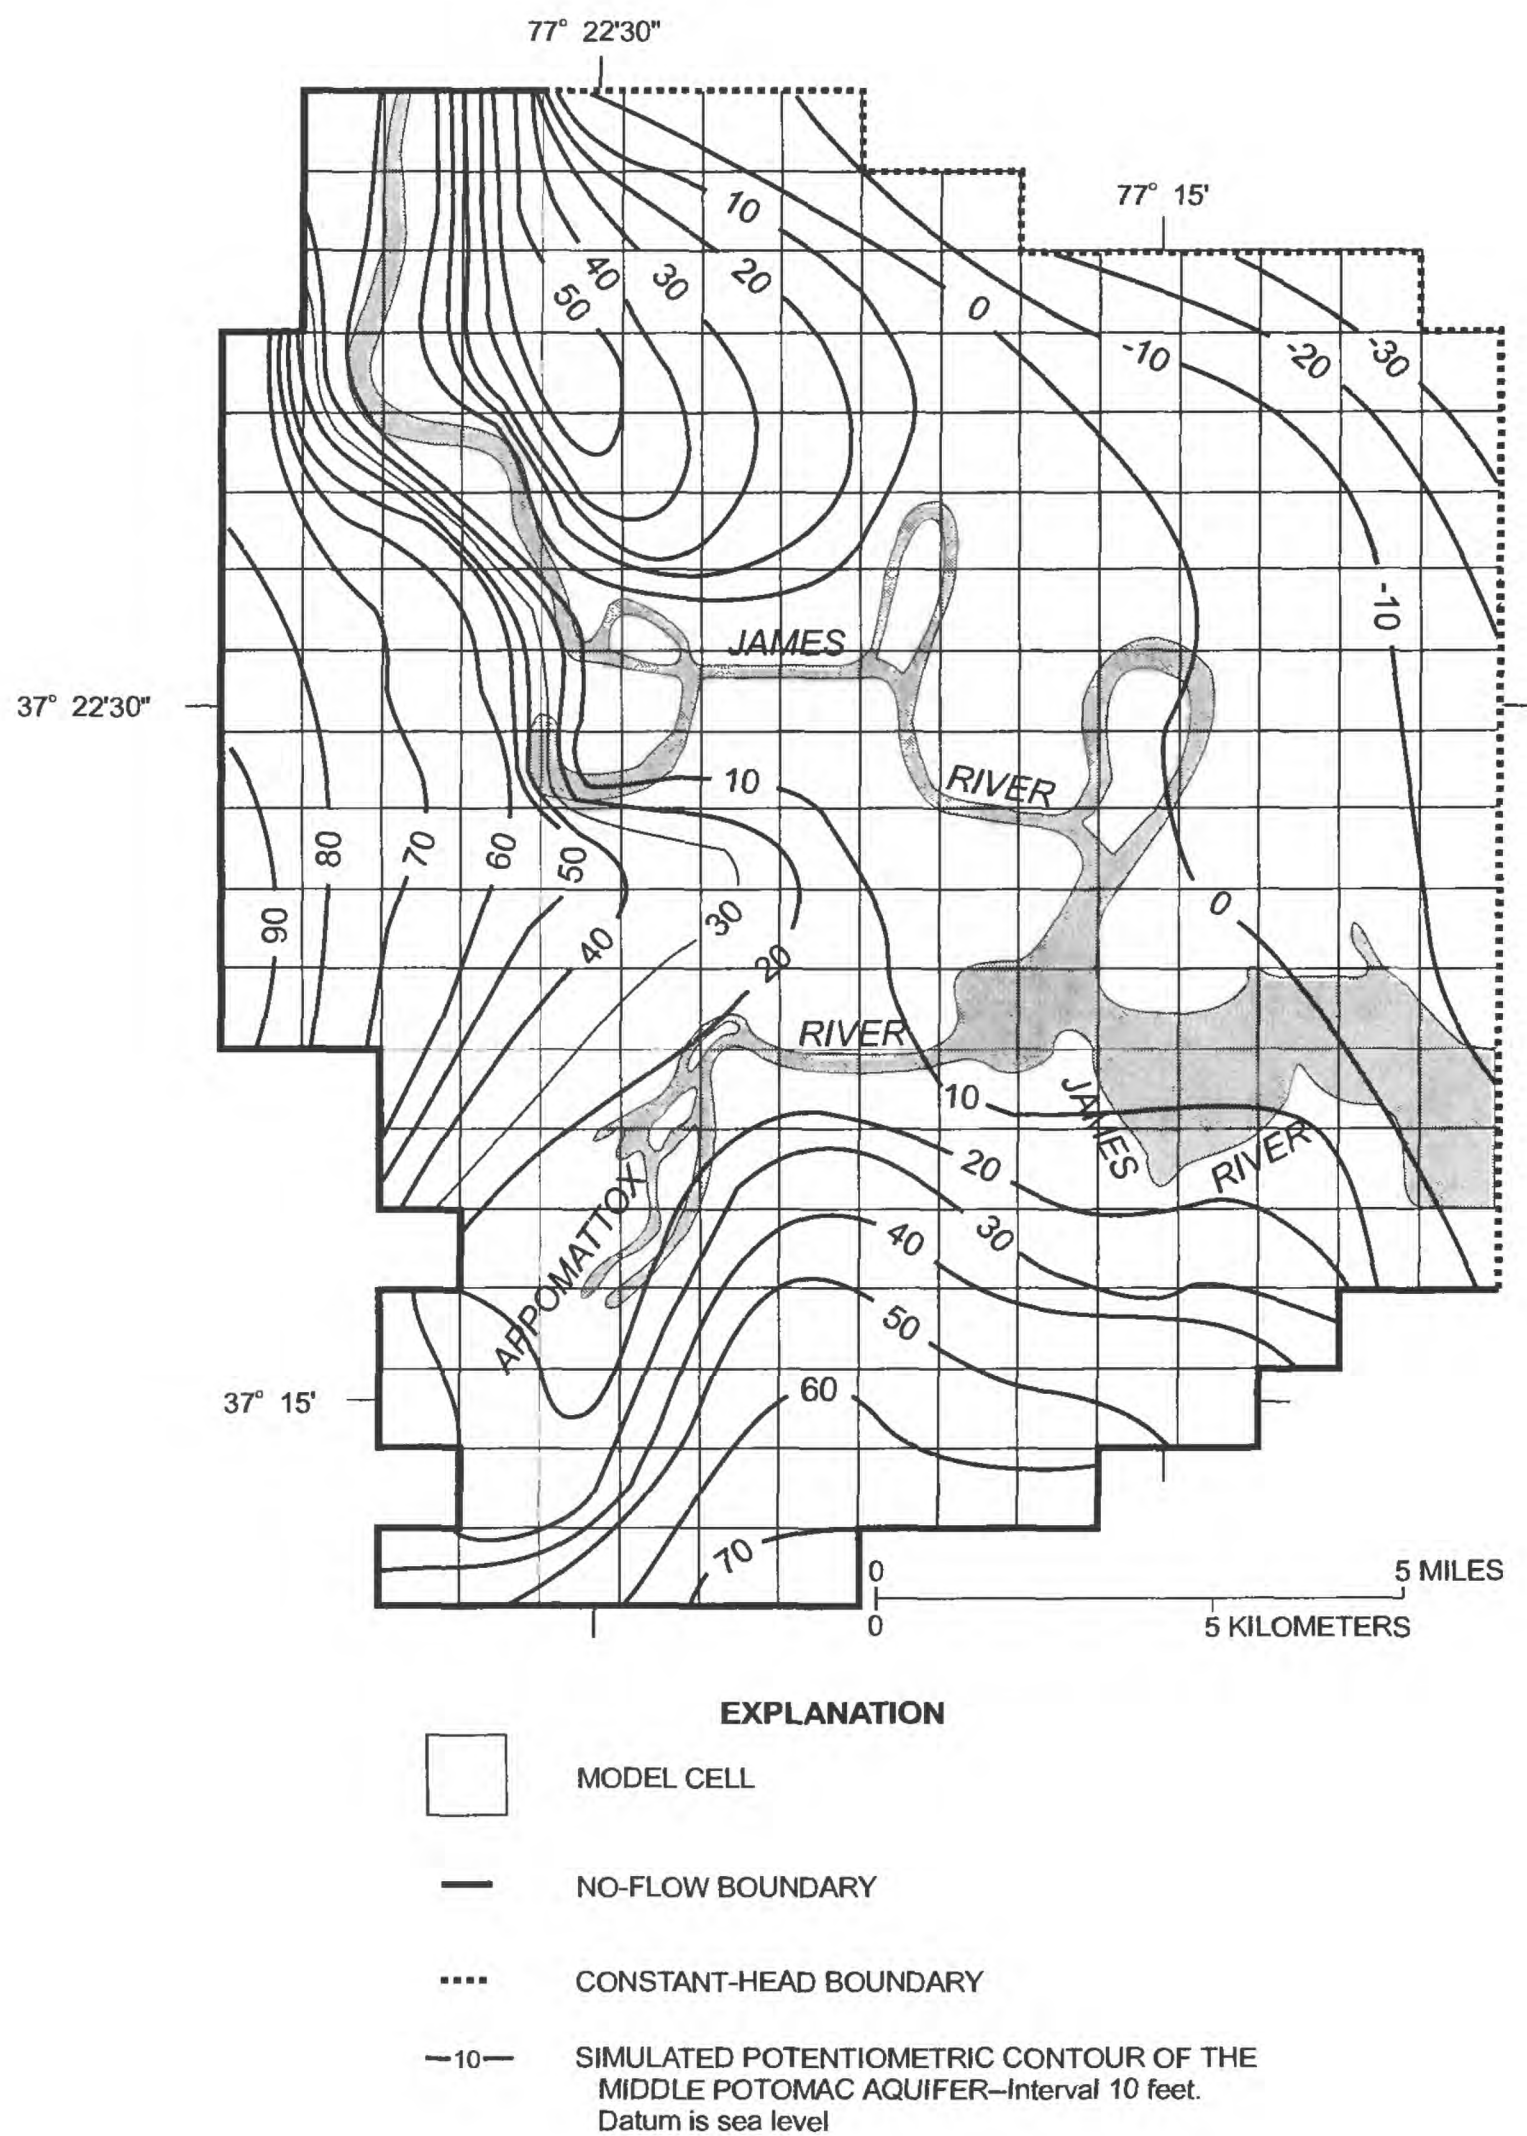 77° 22'30"
77° 15'
10
40
30
20
50
0
-10
-20
-30
-10
JAMES
37° 22'30"
10
RIVER
80
70
60
50
90
30
0
40
20
RIVER
10
JAMES
20
RIVER
30
40
APPOMATTOX
50
37° 15'
60
70
0
5 MILES
0
5 KILOMETERS
EXPLANATION
MODEL CELL
NO-FLOW BOUNDARY
CONSTANT-HEAD BOUNDARY
10
SIMULATED POTENTIOMETRIC CONTOUR OF THE
MIDDLE POTOMAC AQUIFER–Interval 10 feet.
Datum is sea level